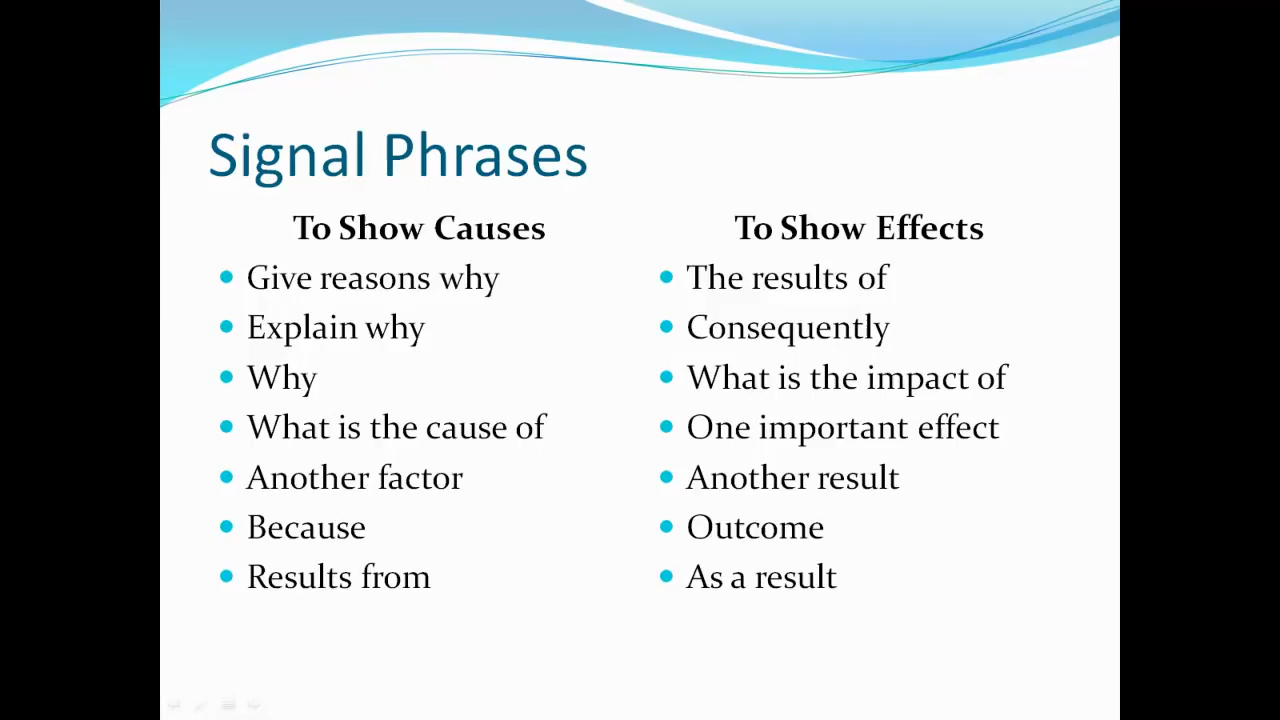 Signal Phrases
To Show Causes
Give reasons why
Explain why
Why
What is the cause of
Another factor
Because
Results from
To Show Effects
The results of
Consequently
What is the impact of
One important effect
Another result
Outcome
As a result